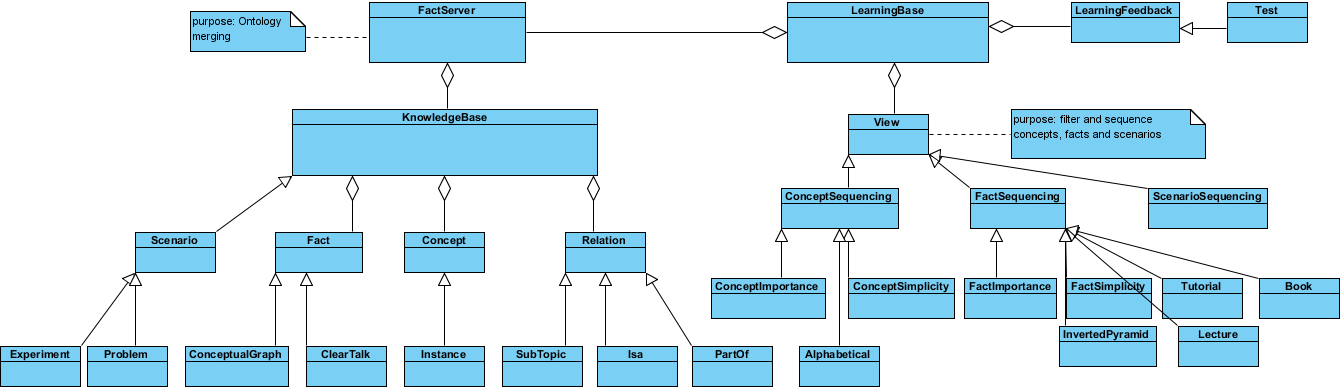 FactServer
LearningBase
LearningFeedback
Test
purpose: Ontology
merging
KnowledgeBase
View
purpose: filter and sequence
concepts, facts and scenarios
ConceptSequencing
FactSequencing
ScenarioSequencing
Scenario
Fact
Concept
Relation
ConceptImportance
ConceptSimplicity
FactImportance
FactSimplicity
Tutorial
Book
InvertedPyramid
Lecture
Experiment
Problem
ConceptualGraph
ClearTalk
Instance
SubTopic
Isa
PartOf
Alphabetical